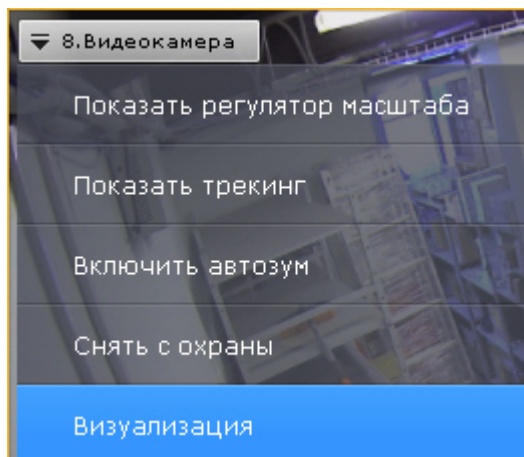 8.Видеокамера
Показать регулятор масштаба
Показать трекинг
Включить автозум
Снять с охраны
Визуализация